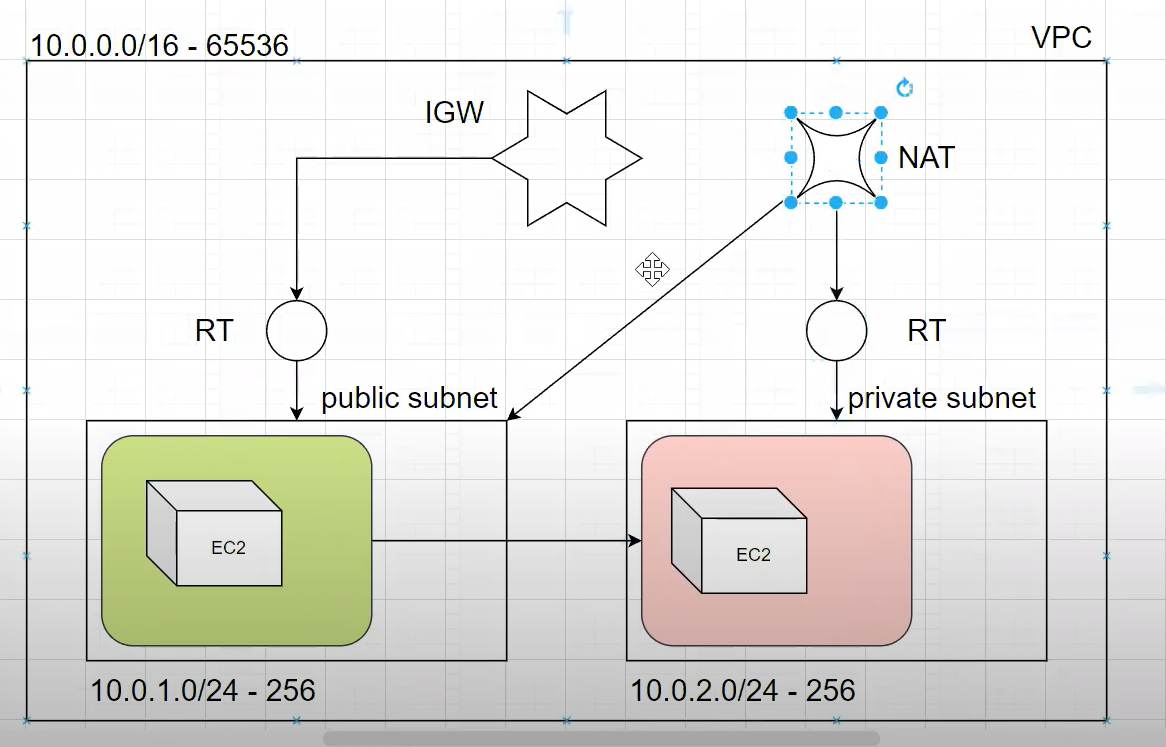 10.0.0.0/16 - 65536
VPC
IGW
NAT
RT
RT
public subnet
private subnet
EC2
EC2
10.0.1.0/24 - 256
10.0.2.0/24 - 256